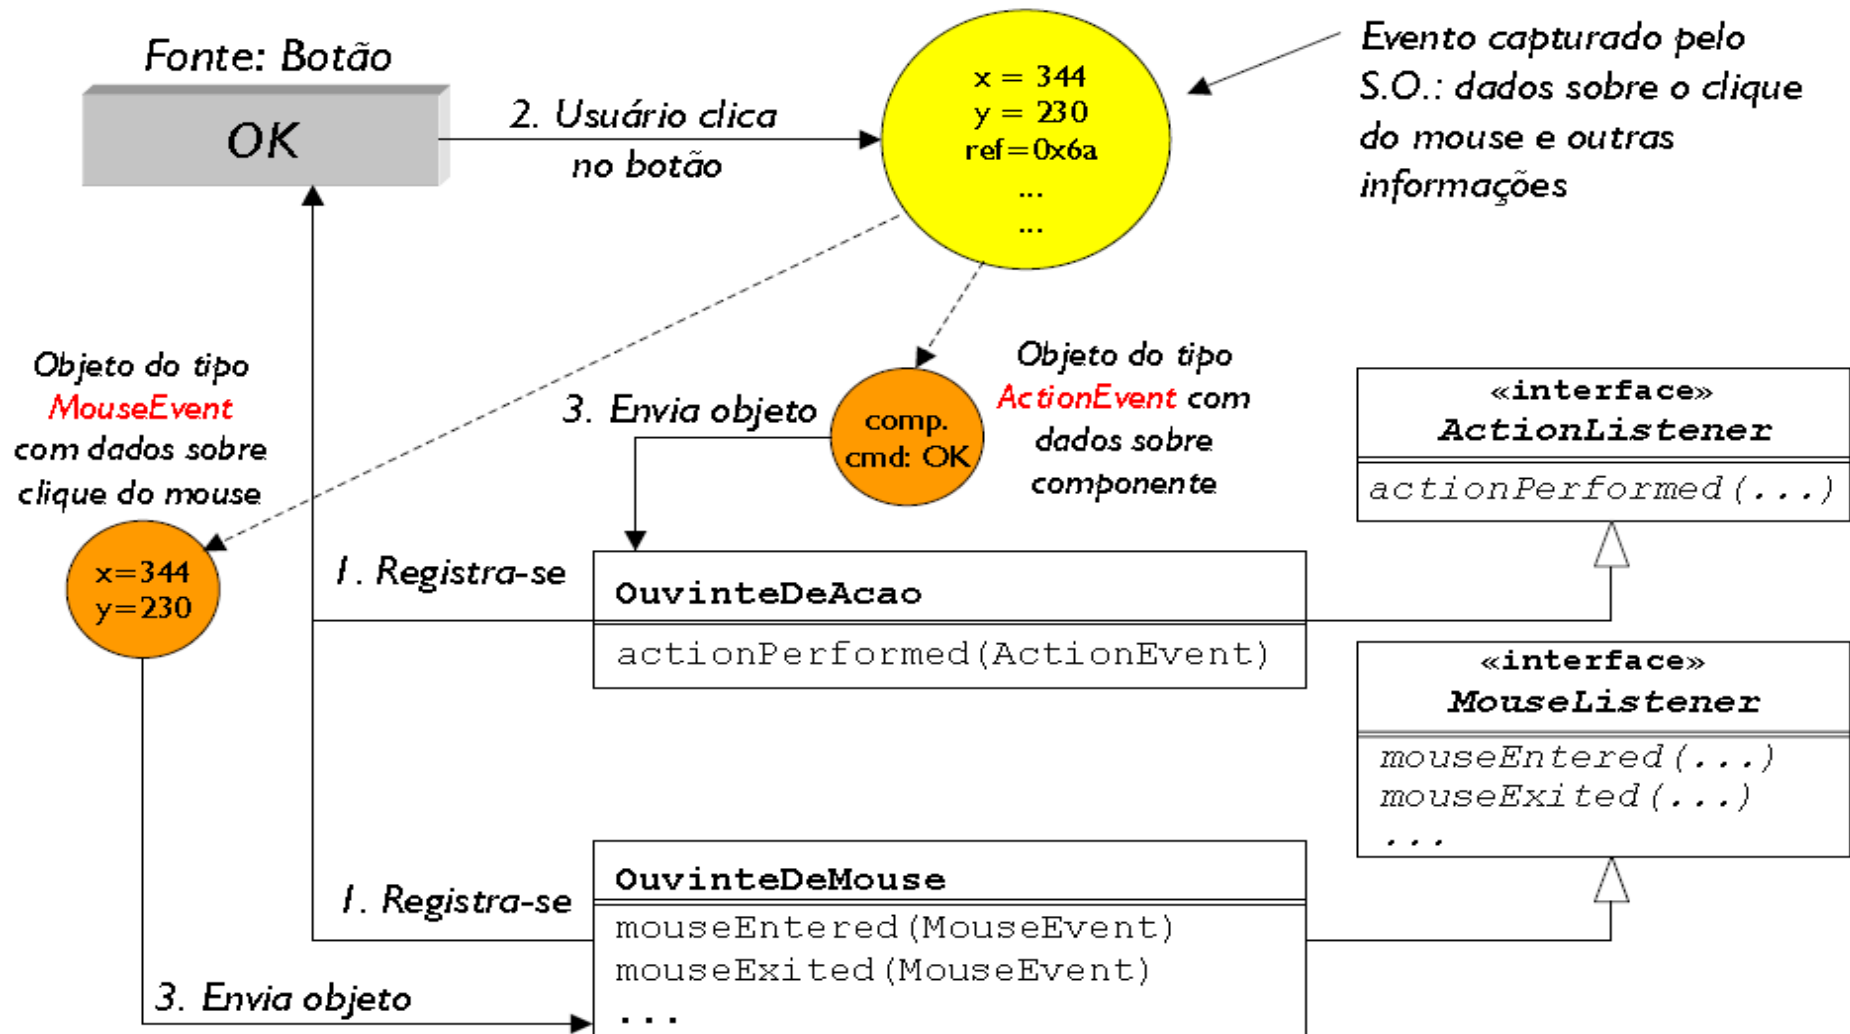 Fonte: Botão
OK
2. Usuário clica
no botão
x = 344
y = 230
ref=0x6a
...
...
Evento capturado pelo
S.O.: dados sobre o clique
do mouse e outras
informações
Objeto do tipo
MouseEvent
com dados sobre
clique do mouse
x=344
y=230
3. Envia objeto
comp.
cmd: OK
Objeto do tipo
ActionEvent com
dados sobre
componente
«interface»
ActionListener
actionPerformed(...)
1. Registra-se
OuvinteDeAcao
actionPerformed(ActionEvent)
«interface»
MouseListener
mouseEntered(...)
mouseExited(...)
...
1. Registra-se
OuvinteDeMouse
mouseEntered(MouseEvent)
mouseExited(MouseEvent)
...
3. Envia objeto